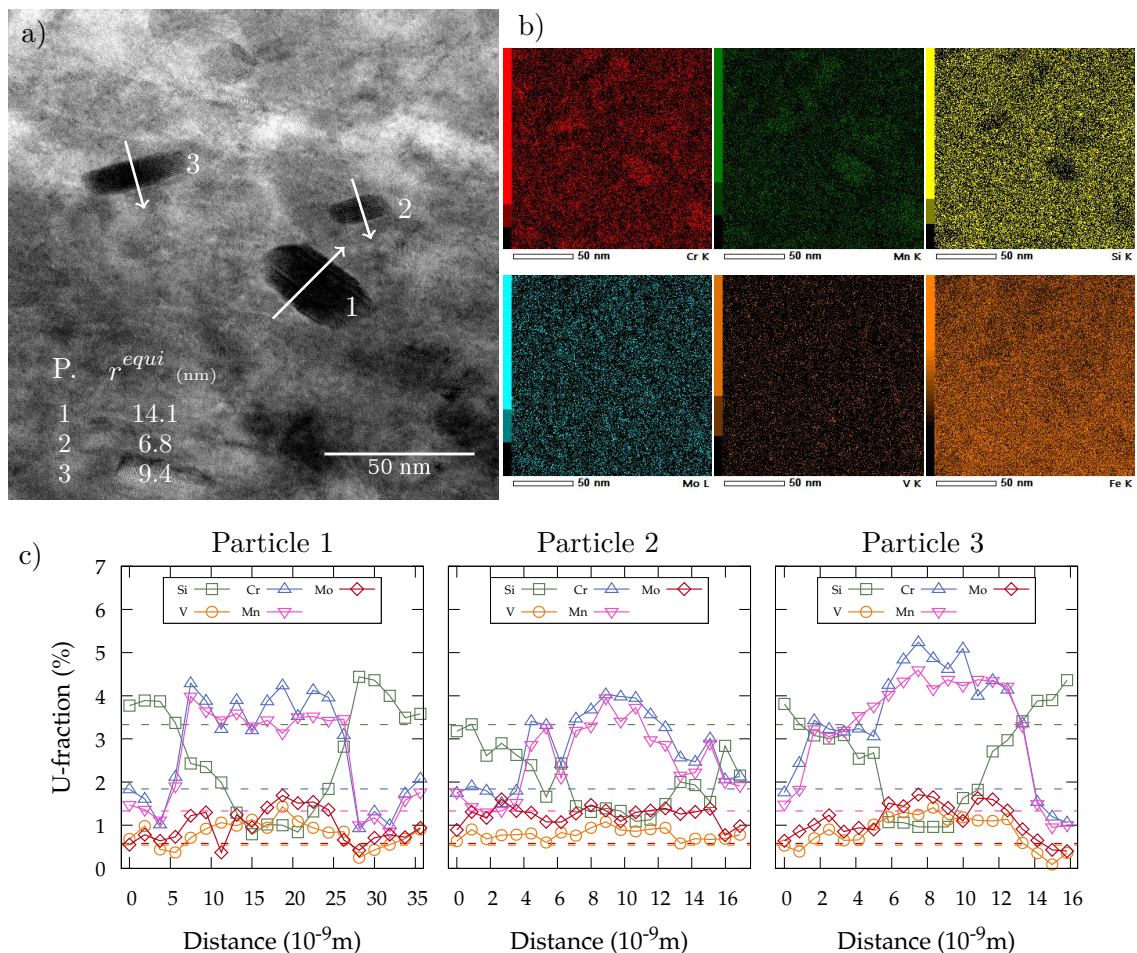 a)
3
2
1
P. r^equi (nm)
1 14.1
2 6.8
3 9.4
50 nm
b)
50 nm Cr K
50 nm Mn K
50 nm Si K
50 nm Mo L
50 nm V K
50 nm Fe K
c)
Particle 1
Particle 2
Particle 3
U-fraction (%)
7
6
5
4
3
2
1
0
Si Cr Mo
V Mn
0 5 10 15 20 25 30 35
Distance (10^-9m)
Si Cr Mo
V Mn
0 2 4 6 8 10 12 14 16
Distance (10^-9m)
Si Cr Mo
V Mn
0 2 4 6 8 10 12 14 16
Distance (10^-9m)